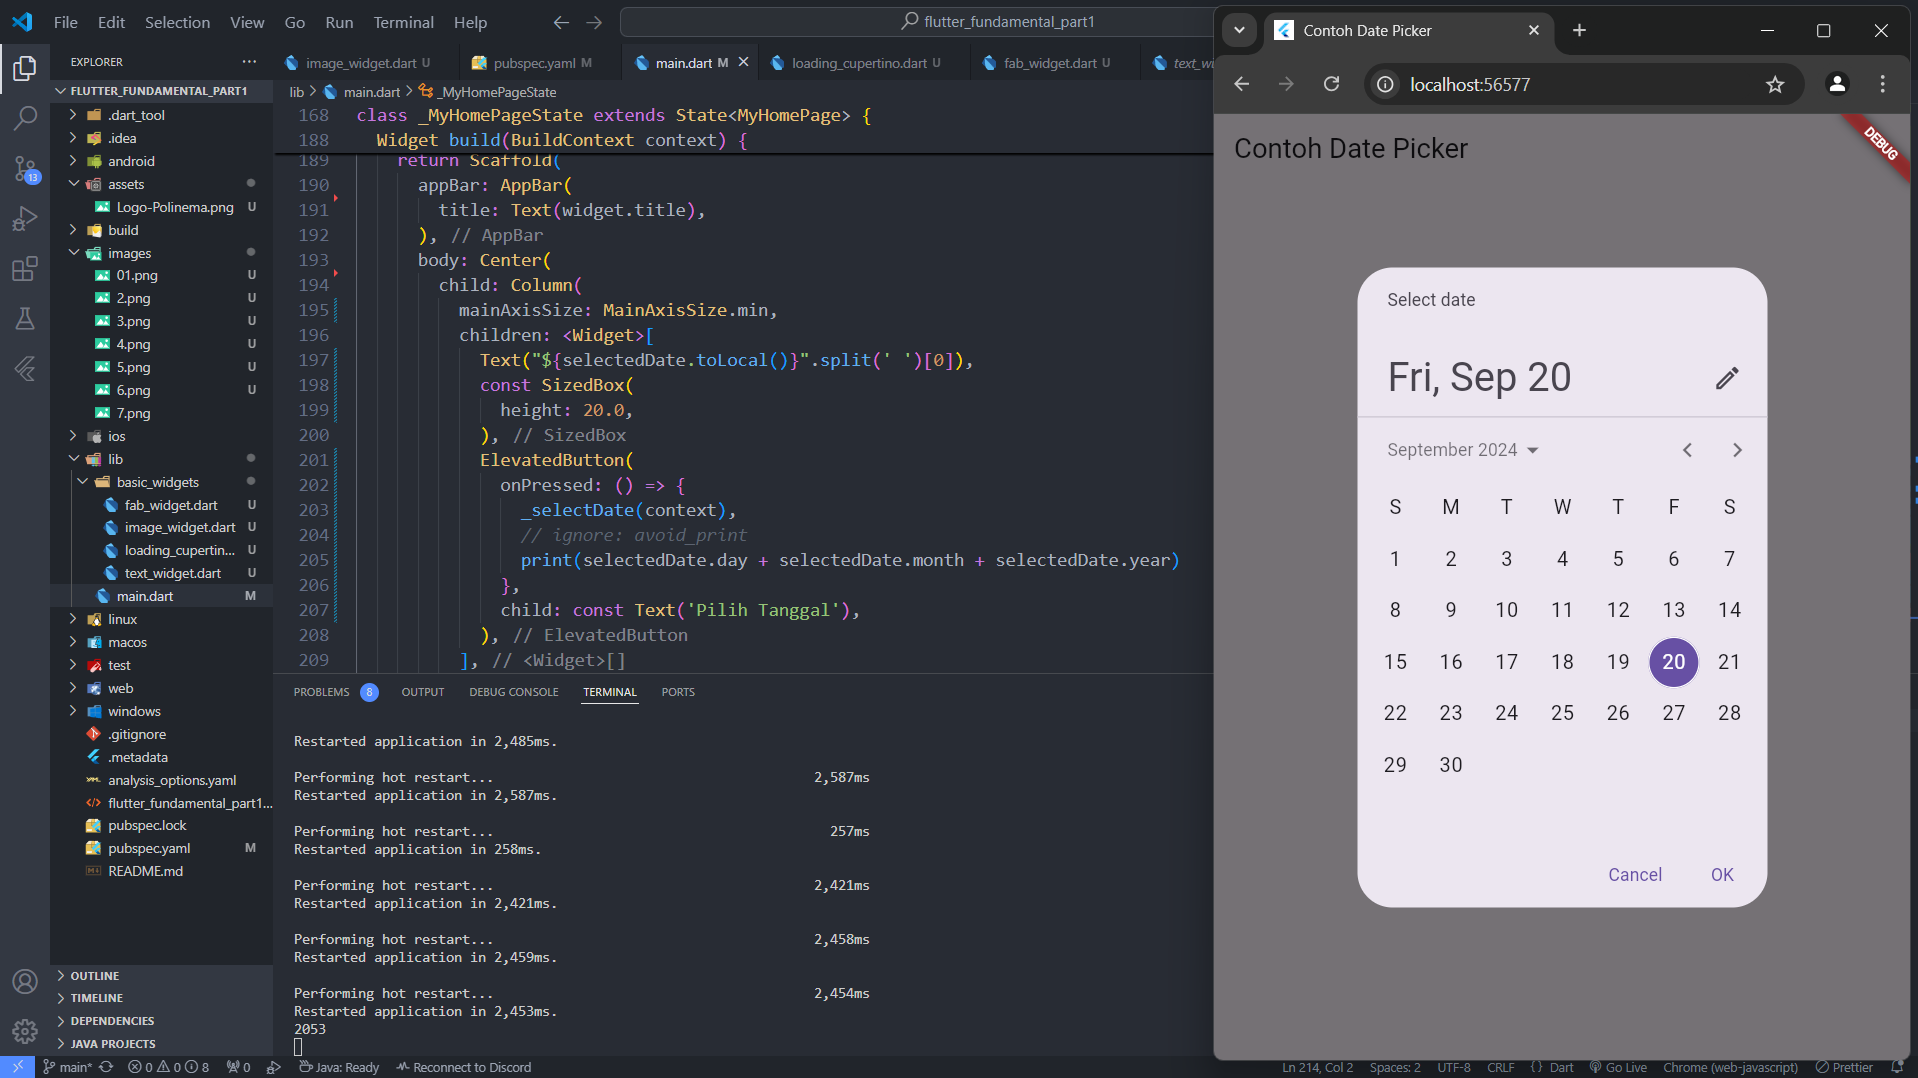 File Edit Selection View Go Run Terminal Help
flutter_fundamental_part1
EXPLORER
FLUTTER_FUNDAMENTAL_PART1
.dart_tool
.idea
android
assets
Logo-Polinema.png U
build
images
01.png U
2.png U
3.png U
4.png U
5.png U
6.png U
7.png
ios
lib
basic_widgets
fab_widget.dart U
image_widget.dart U
loading_cupertin... U
text_widget.dart U
main.dart M
linux
macos
test
web
windows
.gitignore
.metadata
analysis_options.yaml
flutter_fundamental_part1...
pubspec.lock
pubspec.yaml M
README.md
OUTLINE
TIMELINE
DEPENDENCIES
JAVA PROJECTS
13
image_widget.dart U pubspec.yaml M main.dart M loading_cupertino.dart U fab_widget.dart U text_wi
lib > main.dart > _MyHomePageState
168 class _MyHomePageState extends State<MyHomePage> {
188 Widget build(BuildContext context) {
189 return Scaffold(
190 appBar: AppBar(
191 title: Text(widget.title),
192 ), // AppBar
193 body: Center(
194 child: Column(
195 mainAxisSize: MainAxisSize.min,
196 children: <Widget>[
197 Text("${selectedDate.toLocal()}".split(' ')[0]),
198 const SizedBox(
199 height: 20.0,
200 ), // SizedBox
201 ElevatedButton(
202 onPressed: () => {
203 _selectDate(context),
204 // ignore: avoid_print
205 print(selectedDate.day + selectedDate.month + selectedDate.year)
206 },
207 child: const Text('Pilih Tanggal'),
208 ), // ElevatedButton
209 ], // <Widget>[]
PROBLEMS 8 OUTPUT DEBUG CONSOLE TERMINAL PORTS
Restarted application in 2,485ms.
Performing hot restart... 2,587ms
Restarted application in 2,587ms.
Performing hot restart... 257ms
Restarted application in 258ms.
Performing hot restart... 2,421ms
Restarted application in 2,421ms.
Performing hot restart... 2,458ms
Restarted application in 2,459ms.
Performing hot restart... 2,454ms
Restarted application in 2,453ms.
2053
Contoh Date Picker
localhost:56577
Contoh Date Picker
DEBUG
Select date
Fri, Sep 20
September 2024
S M T W T F S
1 2 3 4 5 6 7
8 9 10 11 12 13 14
15 16 17 18 19 20 21
22 23 24 25 26 27 28
29 30
Cancel OK
main* 0 0 8 0 Java: Ready Reconnect to Discord Ln 214, Col 2 Spaces: 2 UTF-8 CRLF {} Dart Go Live Chrome (web-javascript) Prettier